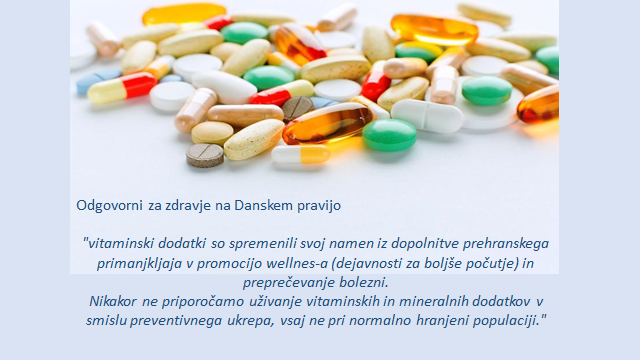 Odgovorni za zdravje na Danskem pravijo
"vitaminski dodatki so spremenili svoj namen iz dopolnitve prehranskega
primanjkljaja v promocijo wellnes-a (dejavnosti za boljše počutje) in
preprečevanje bolezni.
Nikakor ne priporočamo uživanje vitaminskih in mineralnih dodatkov v
smislu preventivnega ukrepa, vsaj ne pri normalno hranjeni populaciji."